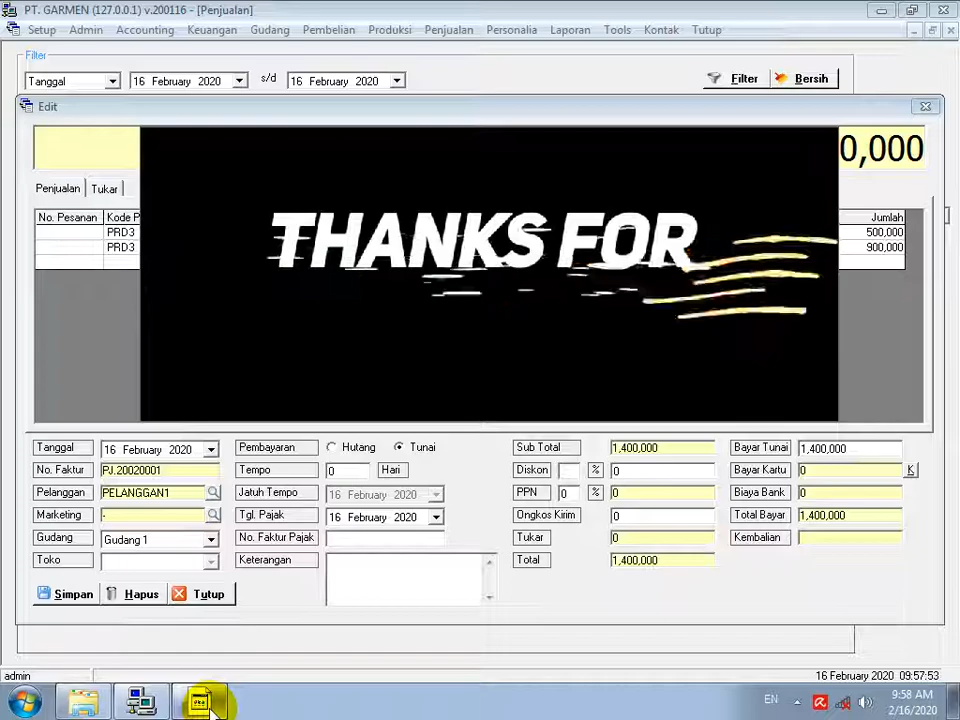 PT. GARMEN (127.0.0.1) v.200116 - [Penjualan]
Setup Admin Accounting Keuangan Gudang Pembelian Produksi Penjualan Personalia Laporan Tools Kontak Tutup
Filter
Tanggal 16 February 2020 s/d 16 February 2020 Filter Bersih
Edit
0,000
THANKS FOR
Penjualan Tukar
No. Pesanan Kode P Jumlah
PRD3 500,000
PRD3 900,000
Tanggal 16 February 2020 Pembayaran Hutang Tunai Sub Total 1,400,000 Bayar Tunai 1,400,000
No. Faktur PJ.20020001 Tempo 0 Hari Diskon % 0 Bayar Kartu 0 K
Pelanggan PELANGGAN1 Jatuh Tempo 16 February 2020 PPN 0 % 0 Biaya Bank 0
Marketing . Tgl. Pajak 16 February 2020 Ongkos Kirim 0 Total Bayar 1,400,000
Gudang Gudang 1 No. Faktur Pajak Tukar 0 Kembalian
Toko Keterangan Total 1,400,000
Simpan Hapus Tutup
admin 16 February 2020 09:57:53
EN 9:58 AM
2/16/2020